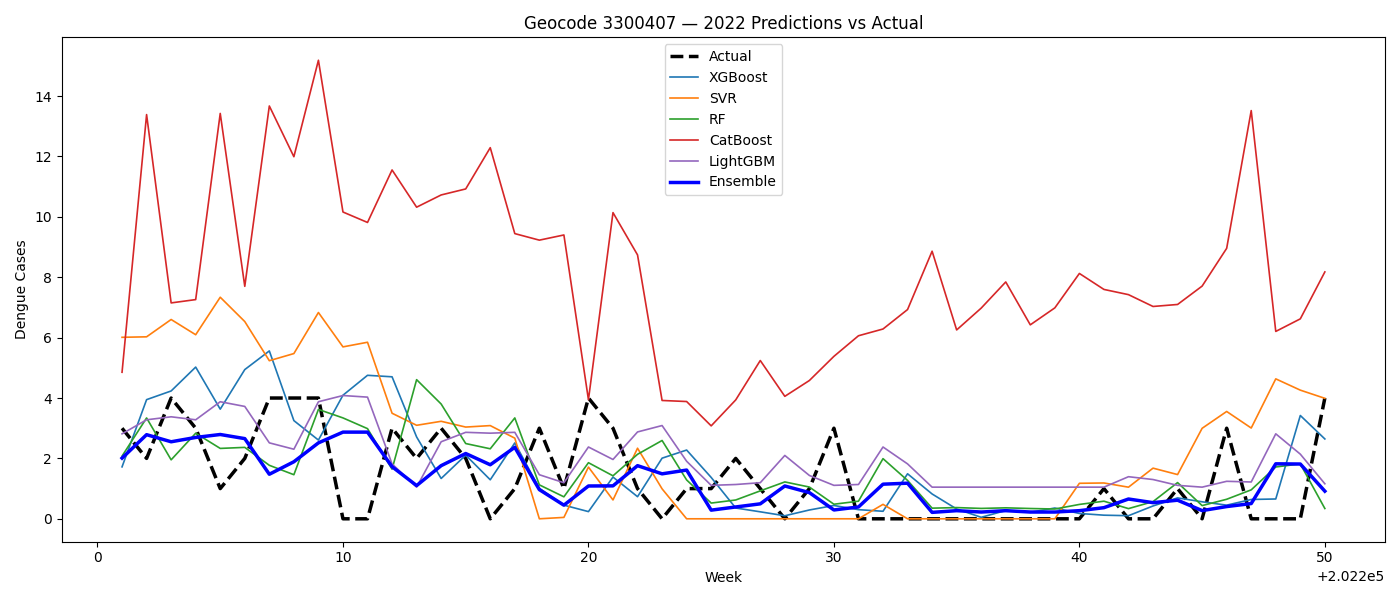 Geocode 3300407 — 2022 Predictions vs Actual
Actual
XGBoost
SVR
RF
CatBoost
LightGBM
Ensemble
Dengue Cases
14
12
10
8
6
4
2
0
0 10 20 30 40 50
Week
+2.022e5